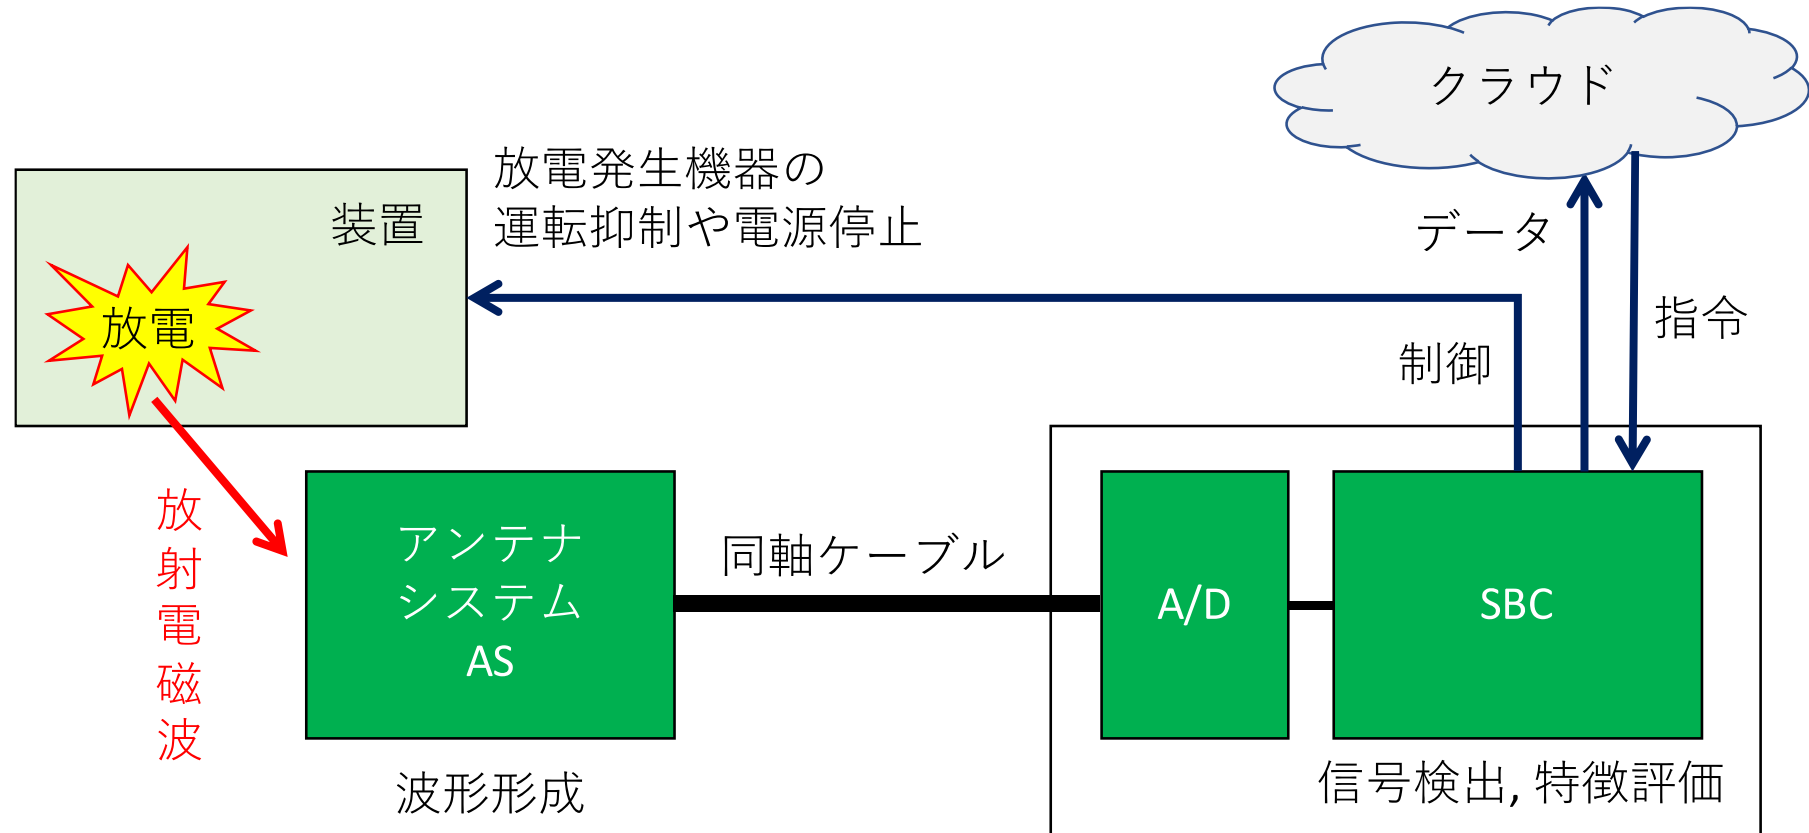 クラウド
放電発生機器の
運転抑制や電源停止
装置
データ
放電
指令
制御
放射電磁波
アンテナ
システム
AS
同軸ケーブル
A/D
SBC
波形形成
信号検出, 特徴評価